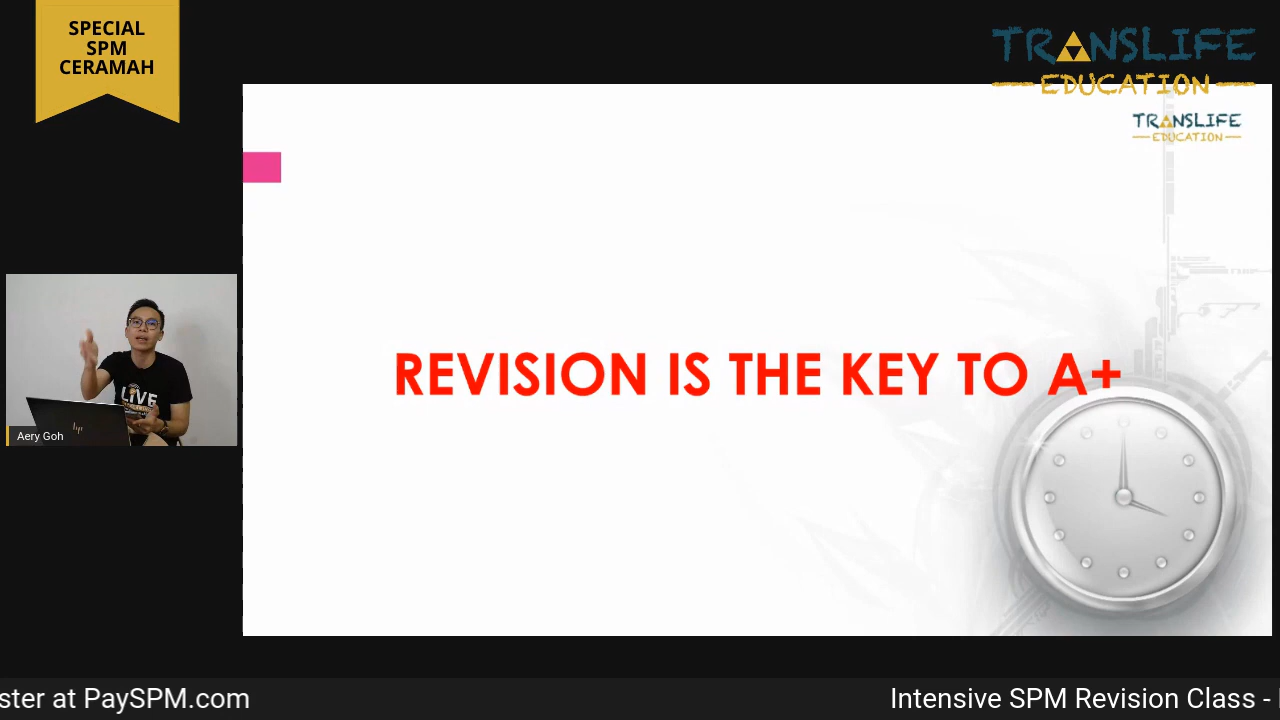 SPECIAL
SPM
CERAMAH
TRANSLIFE
EDUCATION
TRANSLIFE
EDUCATION
REVISION IS THE KEY TO A+
LIVE
hp
Aery Goh
ster at PaySPM.com
Intensive SPM Revision Class -